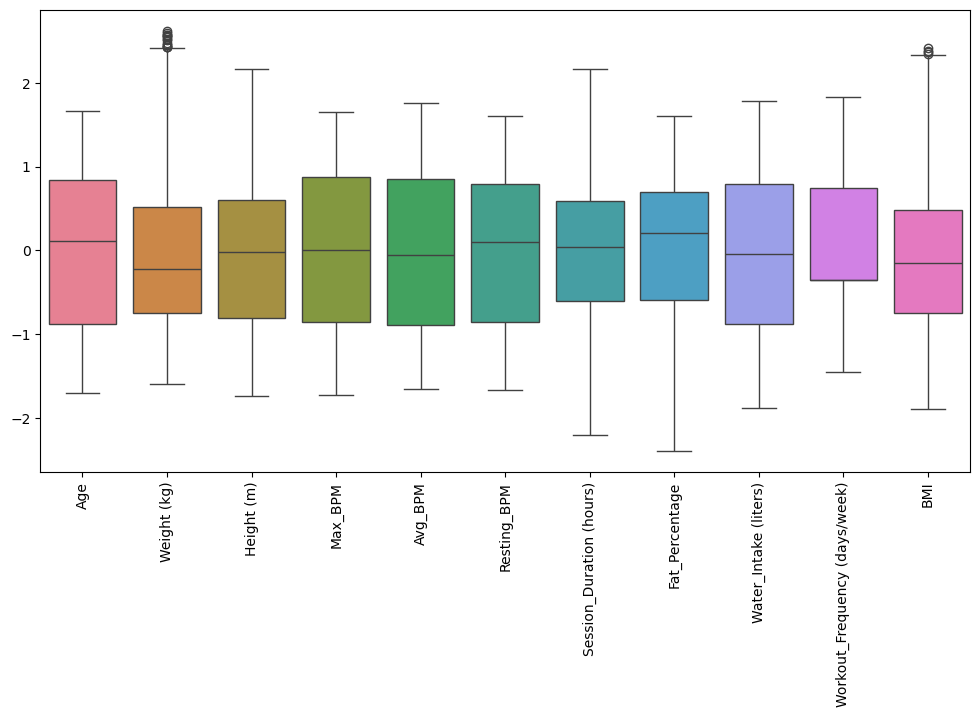 2
1
0
−1
−2
Age
Weight (kg)
Height (m)
Max_BPM
Avg_BPM
Resting_BPM
Session_Duration (hours)
Fat_Percentage
Water_Intake (liters)
Workout_Frequency (days/week)
BMI